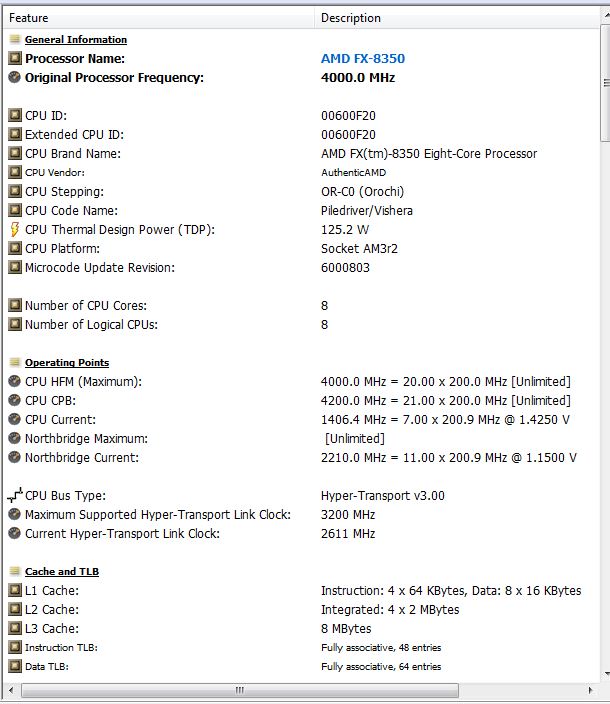 Feature Description
General Information
Processor Name: AMD FX-8350
Original Processor Frequency: 4000.0 MHz
CPU ID: 00600F20
Extended CPU ID: 00600F20
CPU Brand Name: AMD FX(tm)-8350 Eight-Core Processor
CPU Vendor: AuthenticAMD
CPU Stepping: OR-C0 (Orochi)
CPU Code Name: Piledriver/Vishera
CPU Thermal Design Power (TDP): 125.2 W
CPU Platform: Socket AM3r2
Microcode Update Revision: 6000803
Number of CPU Cores: 8
Number of Logical CPUs: 8
Operating Points
CPU HFM (Maximum): 4000.0 MHz = 20.00 x 200.0 MHz [Unlimited]
CPU CPB: 4200.0 MHz = 21.00 x 200.0 MHz [Unlimited]
CPU Current: 1406.4 MHz = 7.00 x 200.9 MHz @ 1.4250 V
Northbridge Maximum: [Unlimited]
Northbridge Current: 2210.0 MHz = 11.00 x 200.9 MHz @ 1.1500 V
CPU Bus Type: Hyper-Transport v3.00
Maximum Supported Hyper-Transport Link Clock: 3200 MHz
Current Hyper-Transport Link Clock: 2611 MHz
Cache and TLB
L1 Cache: Instruction: 4 x 64 KBytes, Data: 8 x 16 KBytes
L2 Cache: Integrated: 4 x 2 MBytes
L3 Cache: 8 MBytes
Instruction TLB: Fully associative, 48 entries
Data TLB: Fully associative, 64 entries